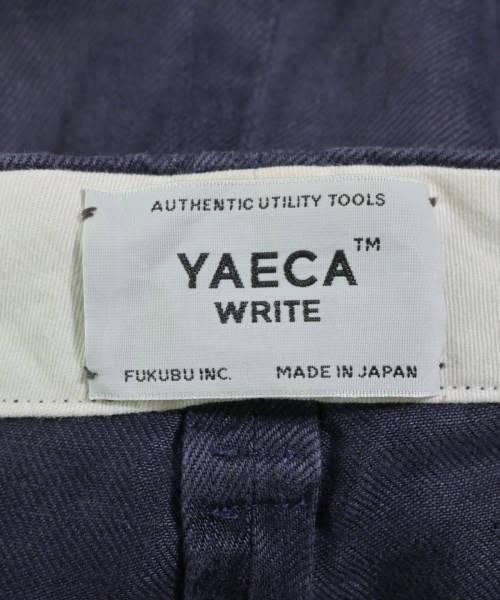 AUTHENTIC UTILITY TOOLS
YAECA™
WRITE
FUKUBU INC. MADE IN JAPAN